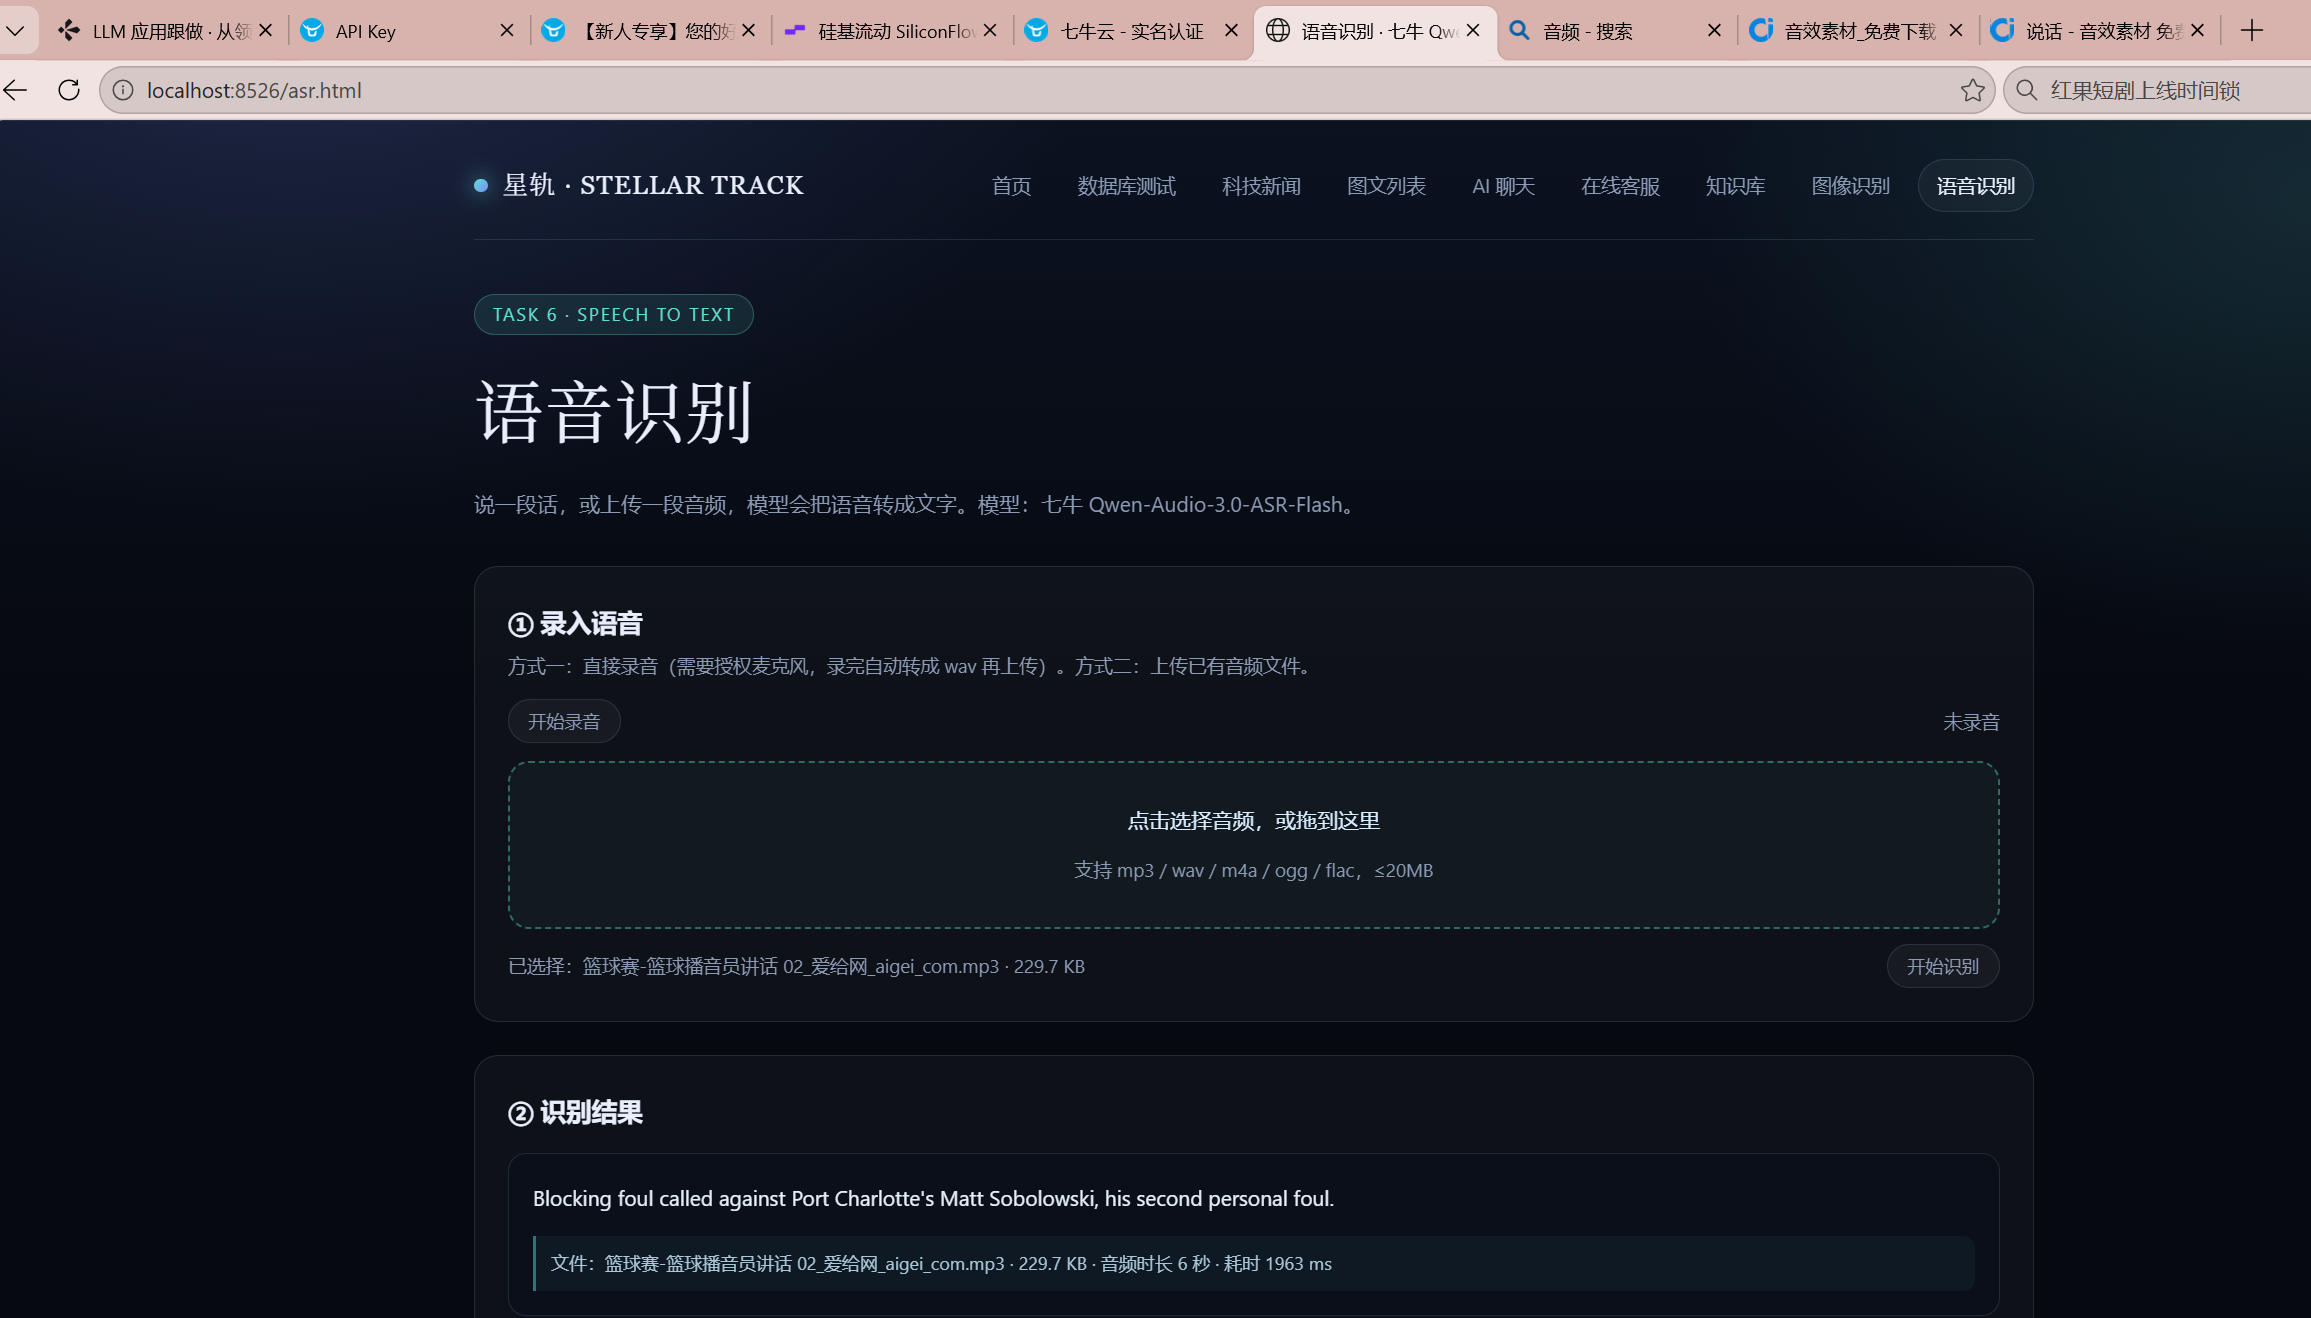 LLM 应用跟做 · 从领
API Key
【新人专享】您的好
硅基流动 SiliconFlo
七牛云 - 实名认证
语音识别 · 七牛 Qw
音频 - 搜索
音效素材_免费下载
说话 - 音效素材 免
localhost:8526/asr.html
红果短剧上线时间锁
星轨 · STELLAR TRACK
首页
数据库测试
科技新闻
图文列表
AI 聊天
在线客服
知识库
图像识别
语音识别
TASK 6 · SPEECH TO TEXT
语音识别
说一段话，或上传一段音频，模型会把语音转成文字。模型：七牛 Qwen-Audio-3.0-ASR-Flash。
① 录入语音
方式一：直接录音（需要授权麦克风，录完自动转成 wav 再上传）。方式二：上传已有音频文件。
开始录音
未录音
点击选择音频，或拖到这里
支持 mp3 / wav / m4a / ogg / flac，≤20MB
已选择：篮球赛-篮球播音员讲话 02_爱给网_aigei_com.mp3 · 229.7 KB
开始识别
② 识别结果
Blocking foul called against Port Charlotte's Matt Sobolowski, his second personal foul.
文件：篮球赛-篮球播音员讲话 02_爱给网_aigei_com.mp3 · 229.7 KB · 音频时长 6 秒 · 耗时 1963 ms